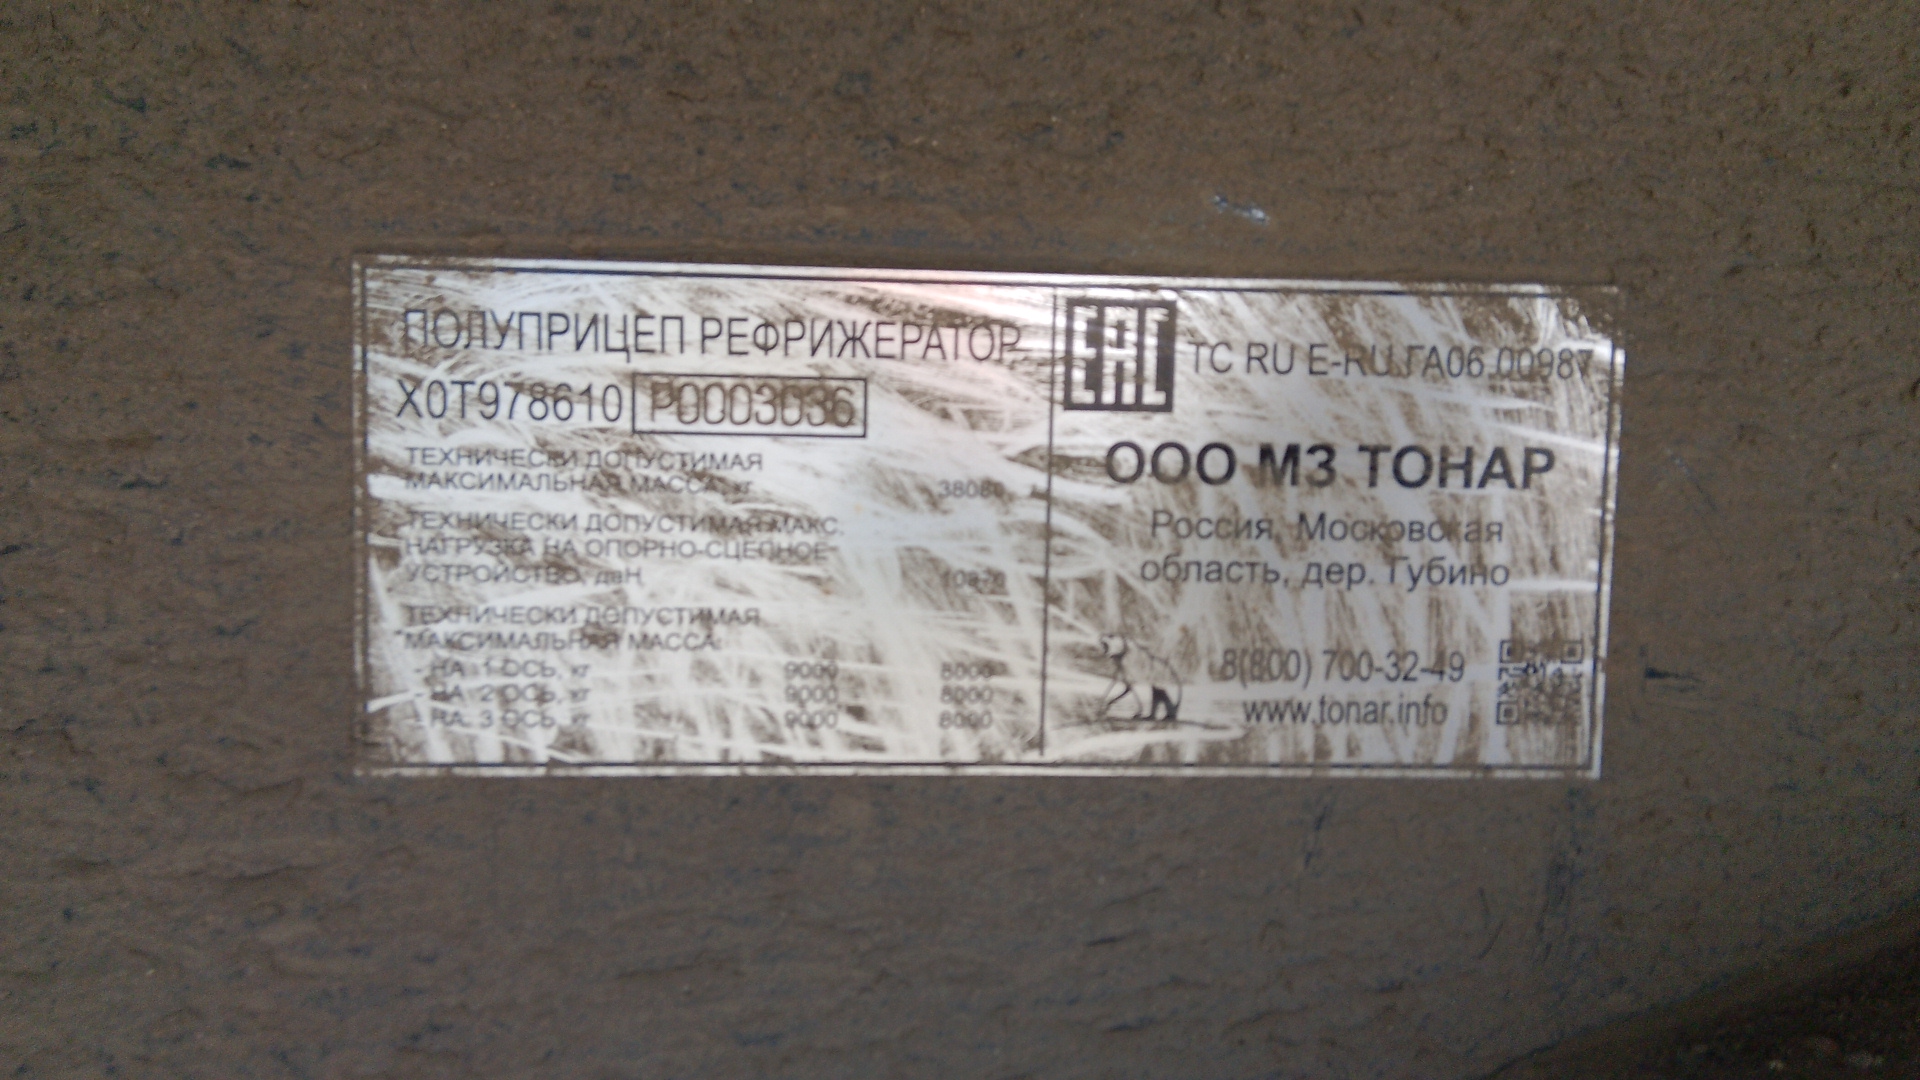 ПОЛУПРИЦЕП РЕФРИЖЕРАТОР
X0T978610 P0003036
ТЕХНИЧЕСКИ ДОПУСТИМАЯ
МАКСИМАЛЬНАЯ МАССА, кг
ТЕХНИЧЕСКИ ДОПУСТИМАЯ МАКС.
НАГРУЗКА НА ОПОРНО-СЦЕПНОЕ
УСТРОЙСТВО, даН
ТЕХНИЧЕСКИ ДОПУСТИМАЯ
МАКСИМАЛЬНАЯ МАССА:
- НА 1 ОСЬ, кг 9000 8000
- НА 2 ОСЬ, кг 9000 8000
- НА 3 ОСЬ, кг 9000 8000
EAC
ТС RU E-RU.ГА06.00987
ООО МЗ ТОНАР
Россия, Московская
область, дер. Губино
8(800) 700-32-49
www.tonar.info